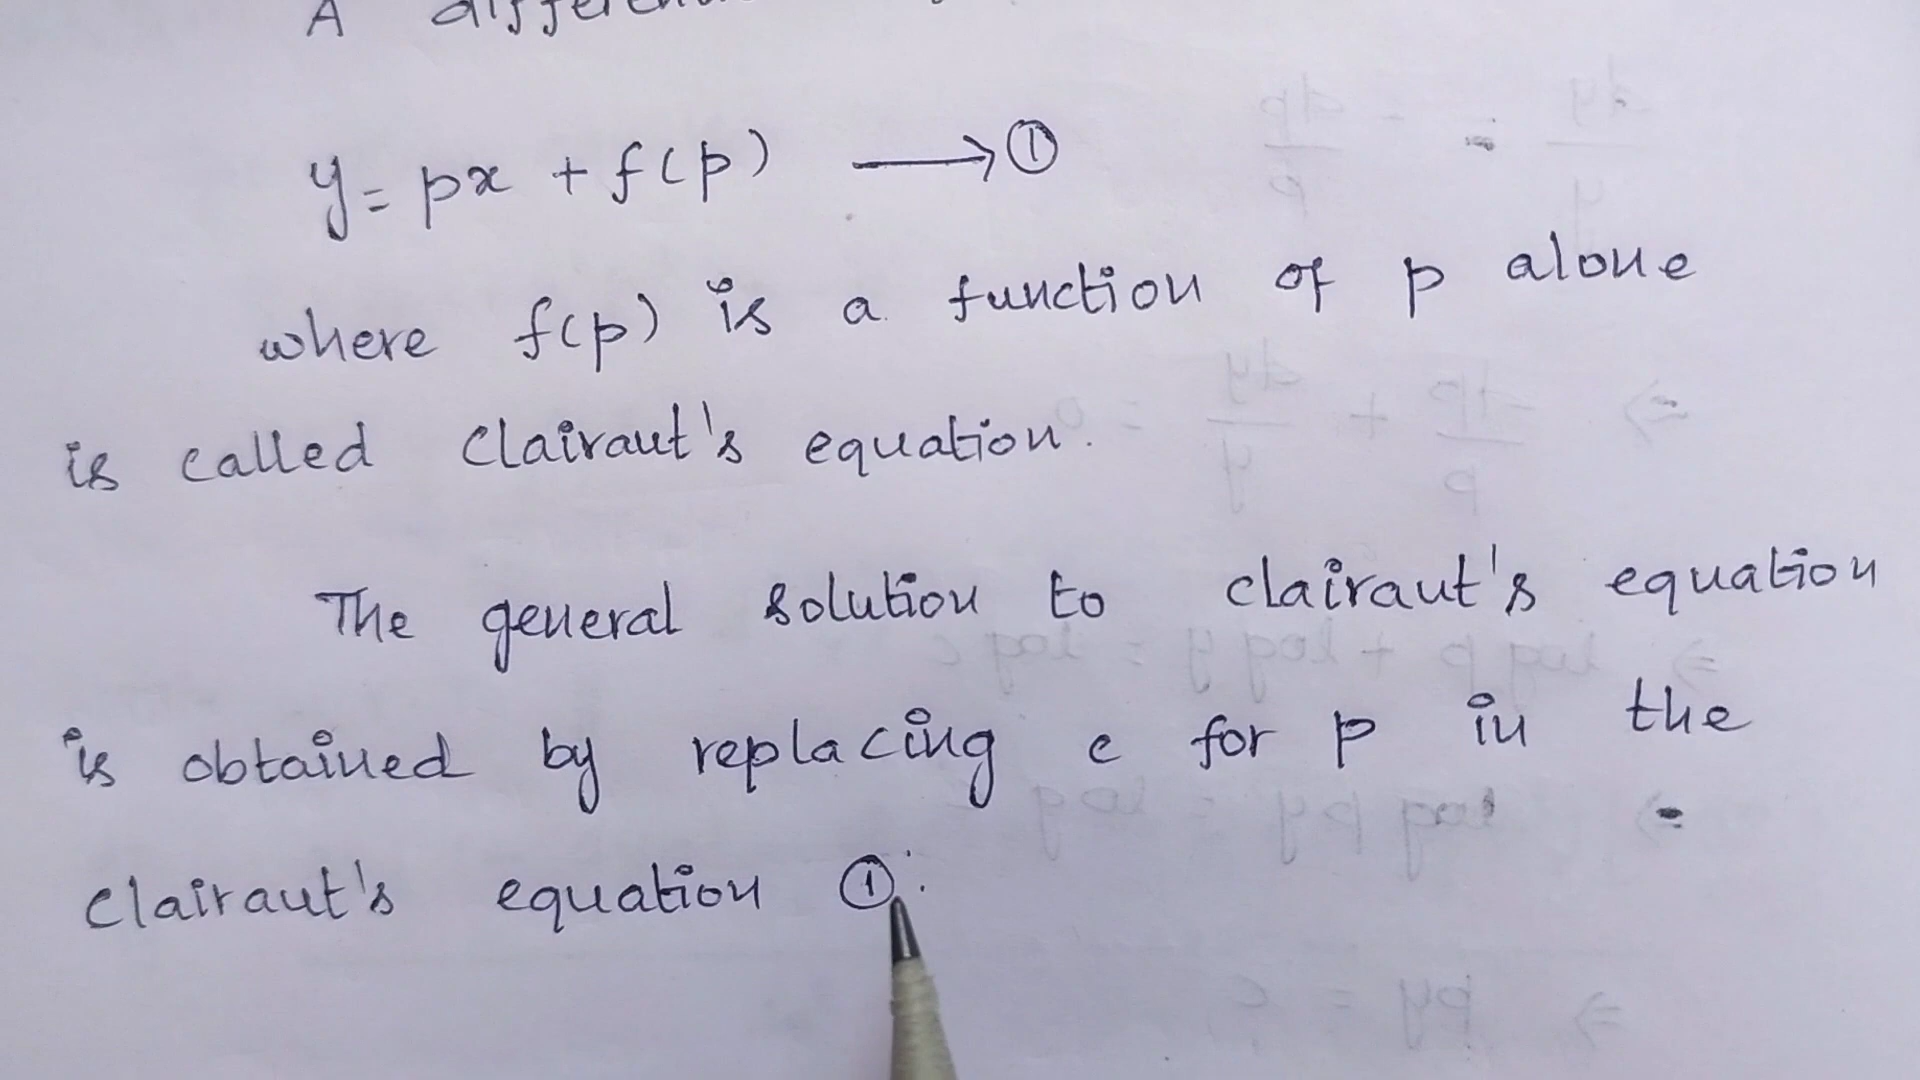 A
y = px + f(p) ⟶ ①
where f(p) is a function of p alone
is called Clairaut's equation.
The general solution to clairaut's equation
is obtained by replacing c for p in the
clairaut's equation ① :